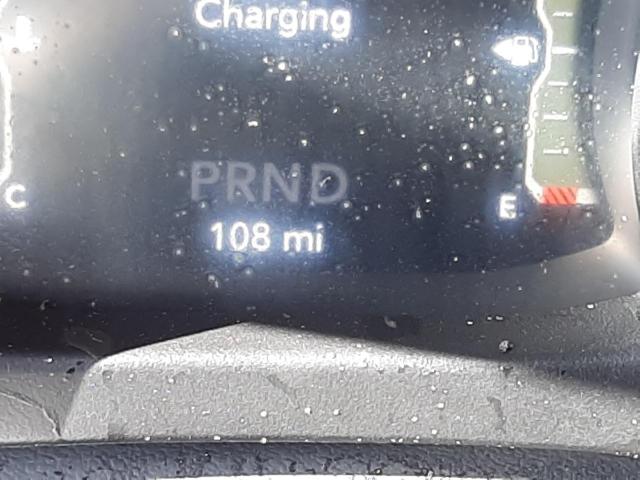 Charging
PRND
C
E
108 mi